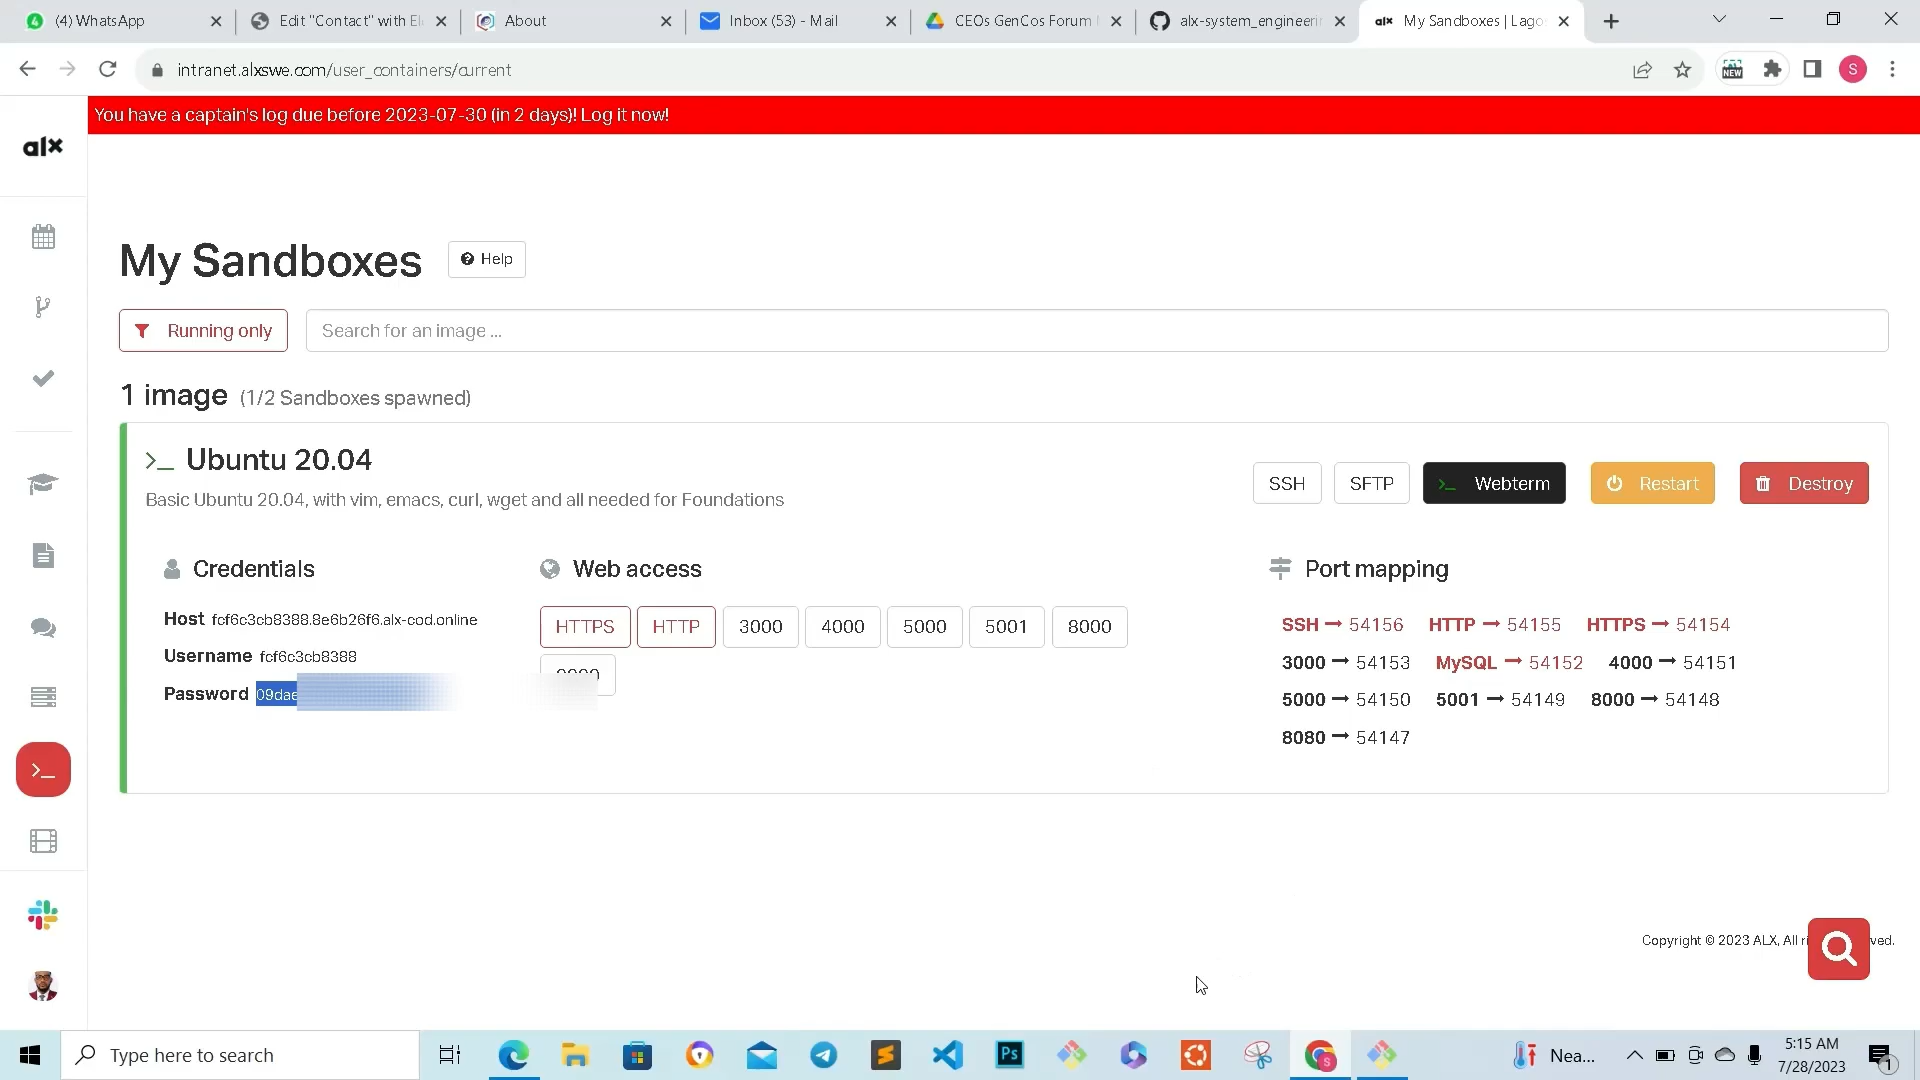 (4) WhatsApp
Edit "Contact" with El
About
Inbox (53) - Mail
CEOs GenCos Forum
alx-system_engineeri
alx My Sandboxes | Lago
intranet.alxswe.com/user_containers/current
NEW
S
You have a captain's log due before 2023-07-30 (in 2 days)! Log it now!
alx
My Sandboxes
Help
Running only
Search for an image ...
1 image (1/2 Sandboxes spawned)
>_ Ubuntu 20.04
Basic Ubuntu 20.04, with vim, emacs, curl, wget and all needed for Foundations
SSH
SFTP
>_ Webterm
Restart
Destroy
Credentials
Host fcf6c3cb8388.8e6b26f6.alx-cod.online
Username fcf6c3cb8388
Password 09dae
Web access
HTTPS HTTP 3000 4000 5000 5001 8000
Port mapping
SSH → 54156 HTTP → 54155 HTTPS → 54154
3000 → 54153 MySQL → 54152 4000 → 54151
5000 → 54150 5001 → 54149 8000 → 54148
8080 → 54147
>_
Copyright © 2023 ALX, All ri
ved.
Type here to search
Ps
S
Nea...
5:15 AM
7/28/2023
1